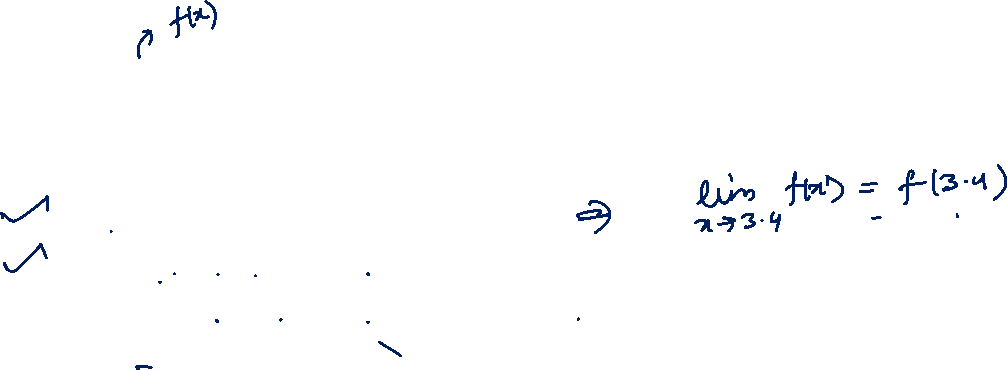 f(x)
⇒ lim f(x) = f(3.4)
x→3.4